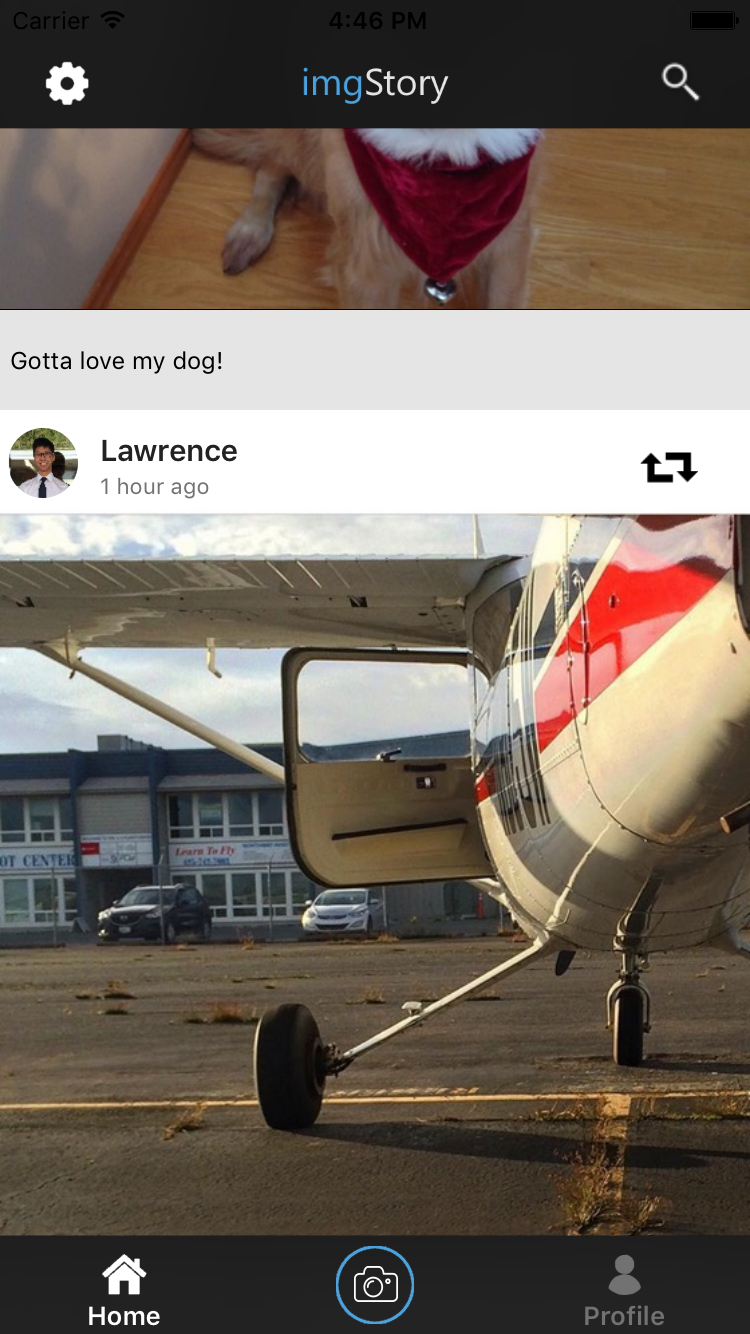 Carrier
4:46 PM
imgStory
Gotta love my dog!
Lawrence
1 hour ago
OT CENTER
Learn To Fly
Home
Profile